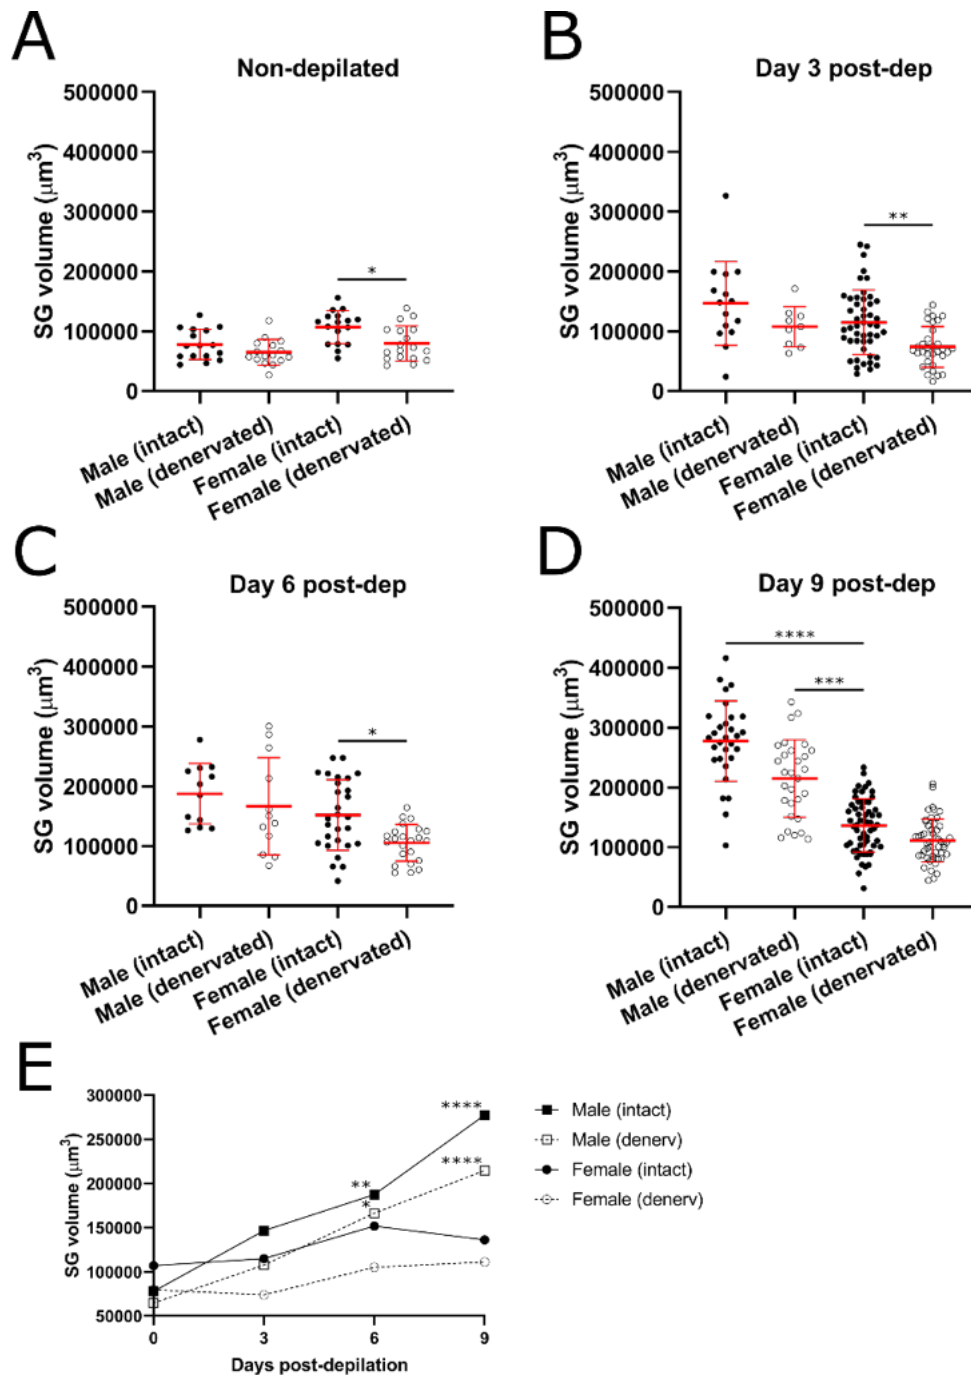 A
Non-depilated
SG volume (μm³)
500000
400000
300000
200000
100000
0
*
Male (intact)
Male (denervated)
Female (intact)
Female (denervated)
B
Day 3 post-dep
SG volume (μm³)
500000
400000
300000
200000
100000
0
**
Male (intact)
Male (denervated)
Female (intact)
Female (denervated)
C
Day 6 post-dep
SG volume (μm³)
500000
400000
300000
200000
100000
0
*
Male (intact)
Male (denervated)
Female (intact)
Female (denervated)
D
Day 9 post-dep
SG volume (μm³)
500000
400000
300000
200000
100000
0
****
***
Male (intact)
Male (denervated)
Female (intact)
Female (denervated)
E
SG volume (μm³)
300000
250000
200000
150000
100000
50000
0
3
6
9
Days post-depilation
**
*
****
****
Male (intact)
Male (denerv)
Female (intact)
Female (denerv)